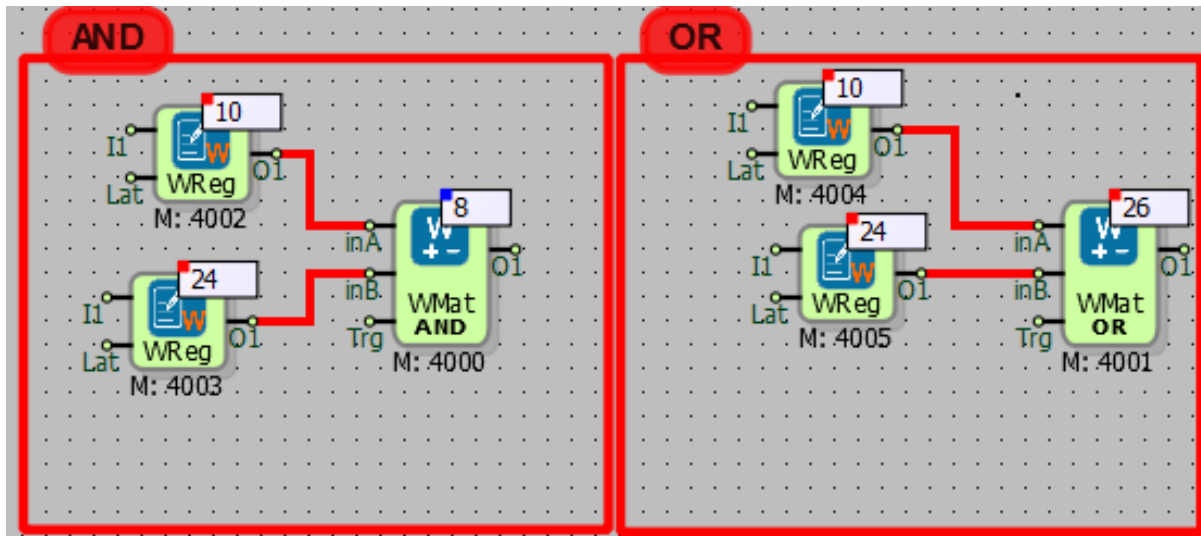 AND
10
I1
O1
Lat
W
WReg
M: 4002
8
W
inA
O1
24
inB
I1
W
WMat
AND
O1
Trg
Lat
WReg
M: 4000
M: 4003
OR
10
I1
O1
Lat
W
WReg
M: 4004
26
W
24
inA
O1
I1
W
inB
O1
WMat
OR
Lat
WReg
Trg
M: 4005
M: 4001